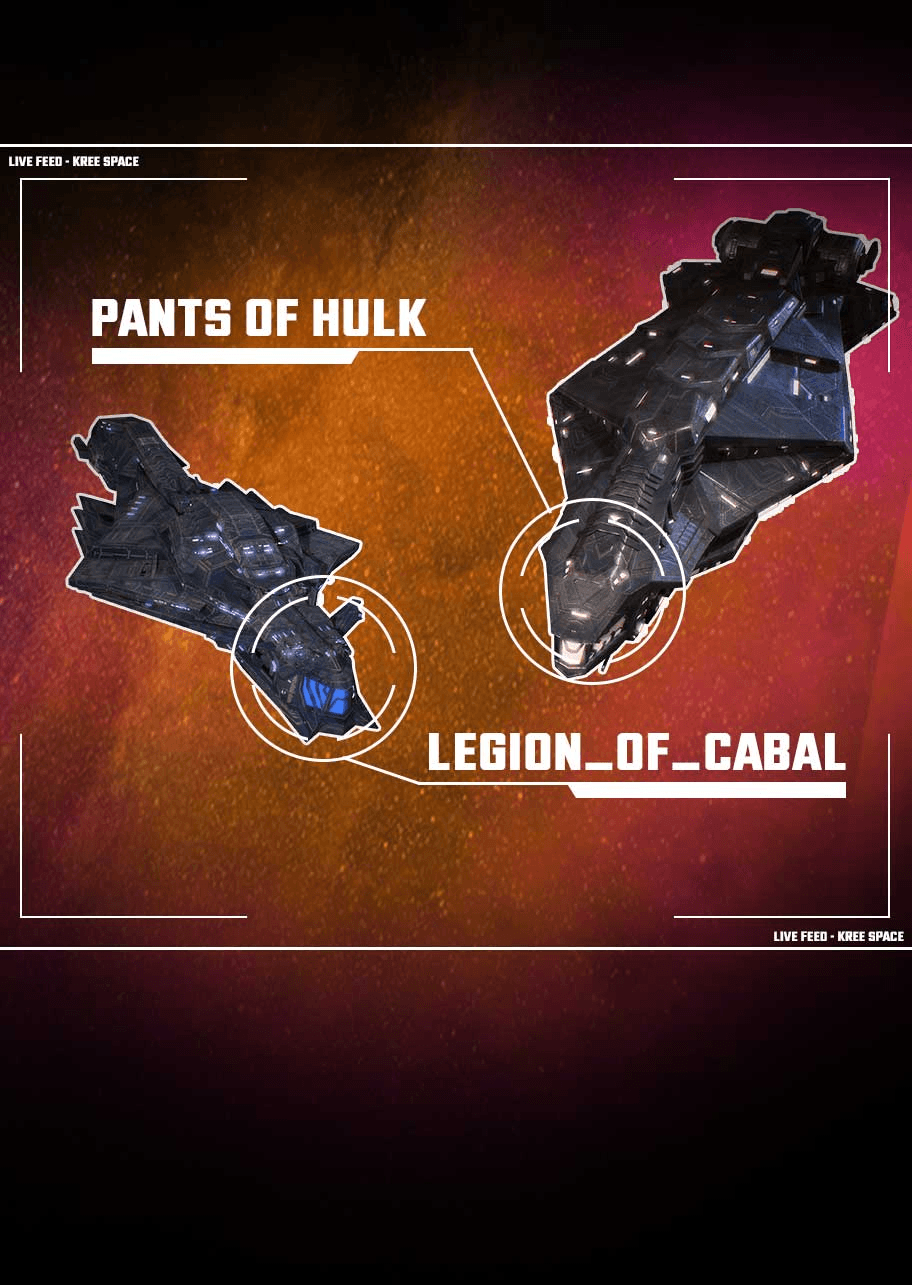 LIVE FEED - KREE SPACE
PANTS OF HULK
LEGION_OF_CABAL
LIVE FEED - KREE SPACE